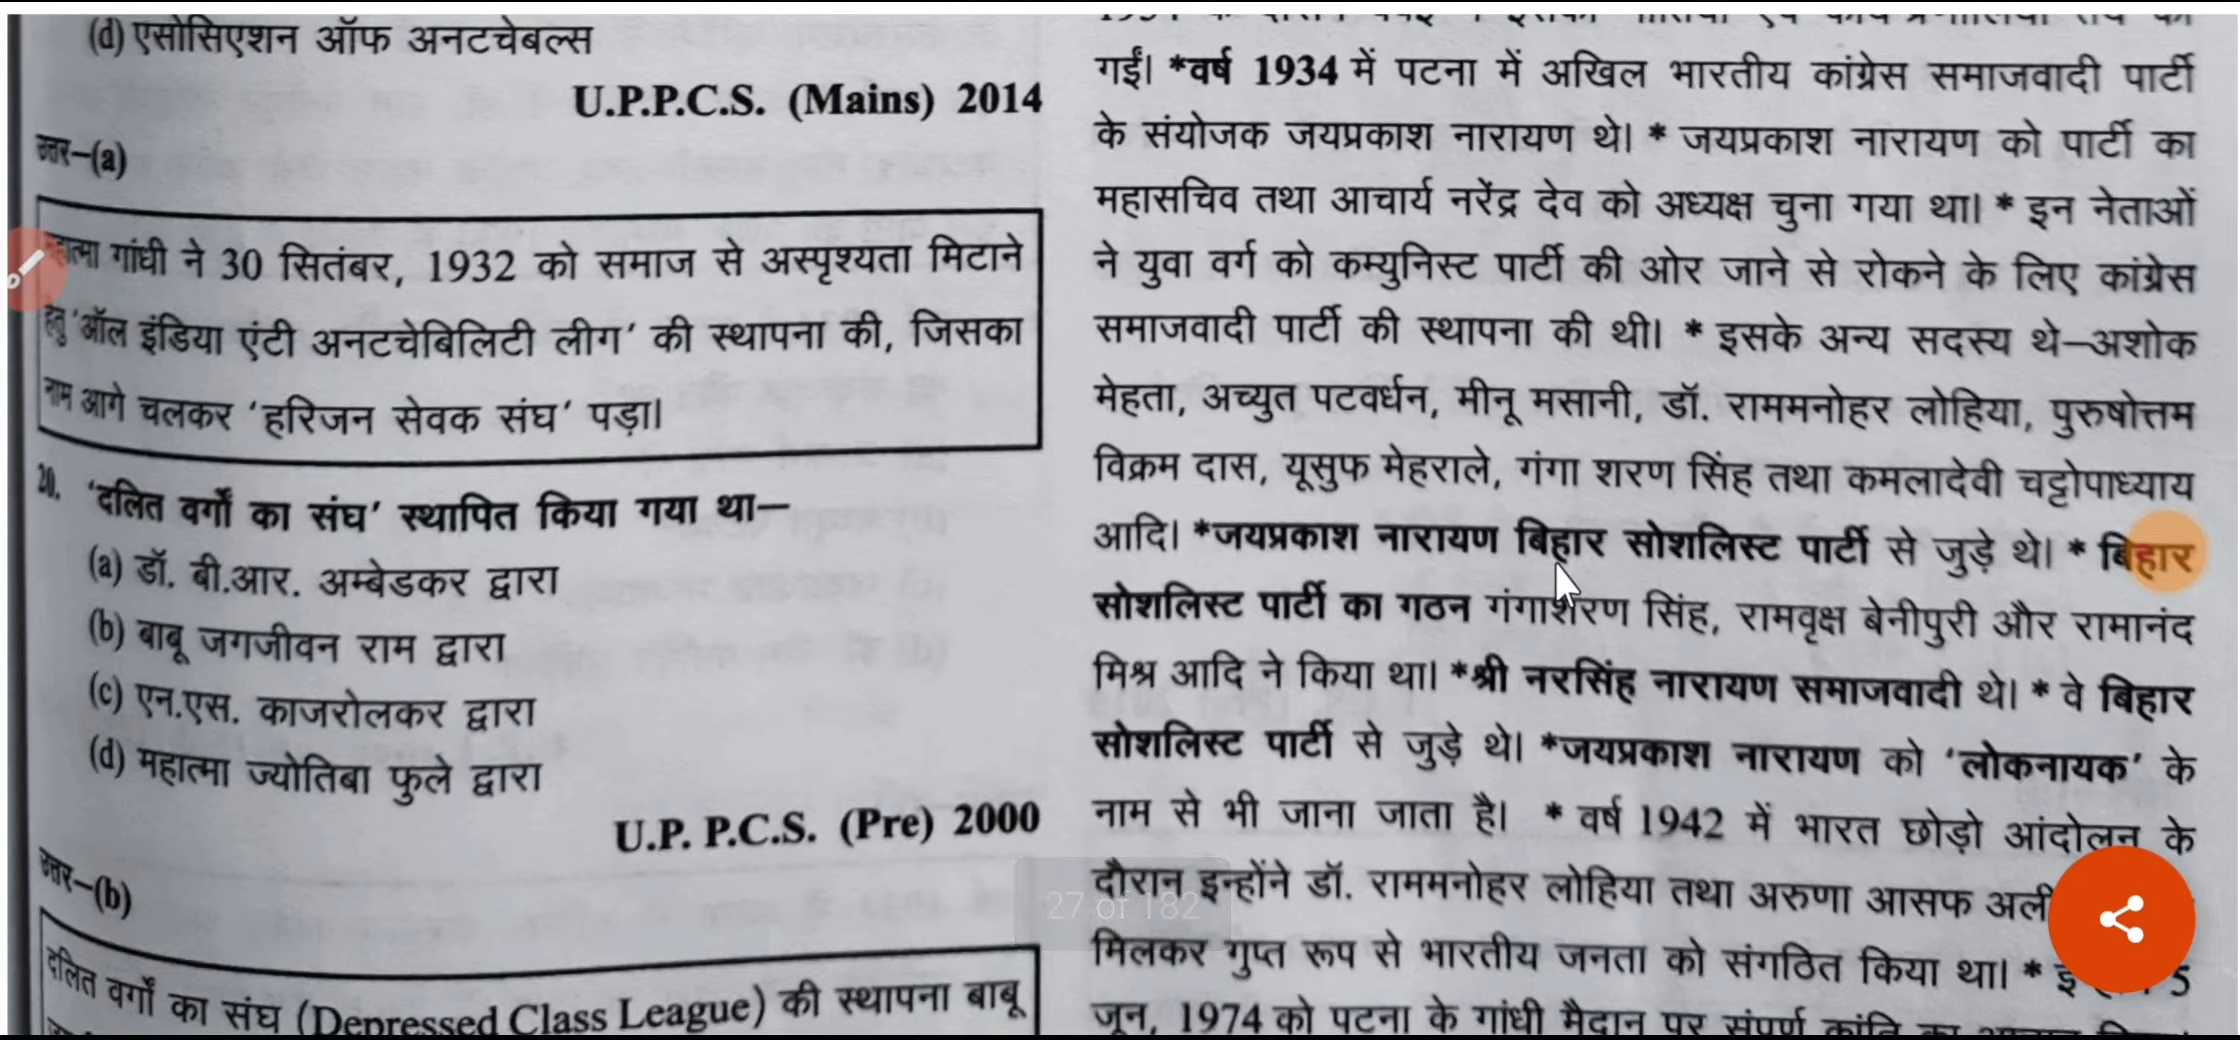 (d) एसोसिएशन ऑफ अनटचेबल्स
U.P.P.C.S. (Mains) 2014
उत्तर–(a)
महात्मा गांधी ने 30 सितंबर, 1932 को समाज से अस्पृश्यता मिटाने
हेतु 'ऑल इंडिया एंटी अनटचेबिलिटी लीग' की स्थापना की, जिसका
नाम आगे चलकर 'हरिजन सेवक संघ' पड़ा।
20. 'दलित वर्गों का संघ' स्थापित किया गया था–
(a) डॉ. बी.आर. अम्बेडकर द्वारा
(b) बाबू जगजीवन राम द्वारा
(c) एन.एस. काजरोलकर द्वारा
(d) महात्मा ज्योतिबा फुले द्वारा
U.P. P.C.S. (Pre) 2000
उत्तर–(b)
दलित वर्गों का संघ (Depressed Class League) की स्थापना बाबू
गईं। *वर्ष 1934 में पटना में अखिल भारतीय कांग्रेस समाजवादी पार्टी
के संयोजक जयप्रकाश नारायण थे। * जयप्रकाश नारायण को पार्टी का
महासचिव तथा आचार्य नरेंद्र देव को अध्यक्ष चुना गया था। * इन नेताओं
ने युवा वर्ग को कम्युनिस्ट पार्टी की ओर जाने से रोकने के लिए कांग्रेस
समाजवादी पार्टी की स्थापना की थी। * इसके अन्य सदस्य थे–अशोक
मेहता, अच्युत पटवर्धन, मीनू मसानी, डॉ. राममनोहर लोहिया, पुरुषोत्तम
विक्रम दास, यूसुफ मेहराले, गंगा शरण सिंह तथा कमलादेवी चट्टोपाध्याय
आदि। *जयप्रकाश नारायण बिहार सोशलिस्ट पार्टी से जुड़े थे। * बिहार
सोशलिस्ट पार्टी का गठन गंगाशरण सिंह, रामवृक्ष बेनीपुरी और रामानंद
मिश्र आदि ने किया था। *श्री नरसिंह नारायण समाजवादी थे। * वे बिहार
सोशलिस्ट पार्टी से जुड़े थे। *जयप्रकाश नारायण को 'लोकनायक' के
नाम से भी जाना जाता है। * वर्ष 1942 में भारत छोड़ो आंदोलन के
दौरान इन्होंने डॉ. राममनोहर लोहिया तथा अरुणा आसफ अली
मिलकर गुप्त रूप से भारतीय जनता को संगठित किया था। * 5
जून, 1974 को पटना के गांधी मैदान पर संपूर्ण क्रांति का
27 of 182